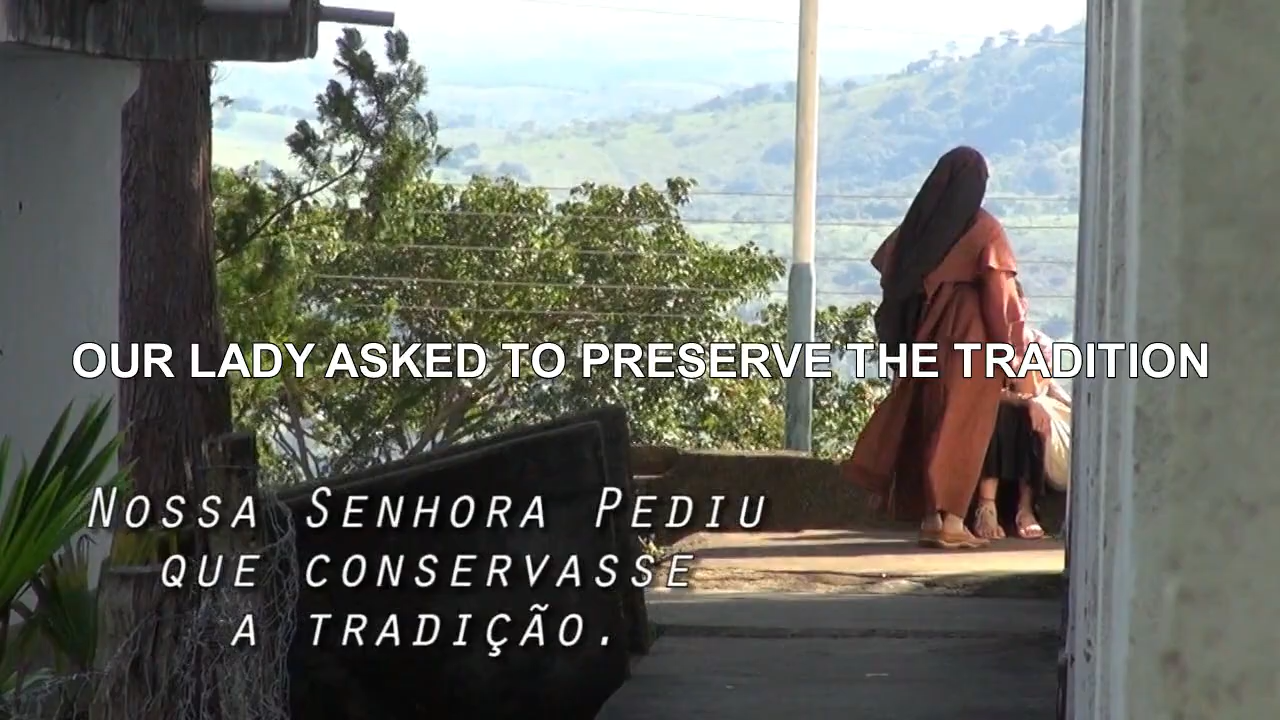 OUR LADY ASKED TO PRESERVE THE TRADITION
NOSSA SENHORA PEDIU
QUE CONSERVASSE
A TRADIÇÃO.